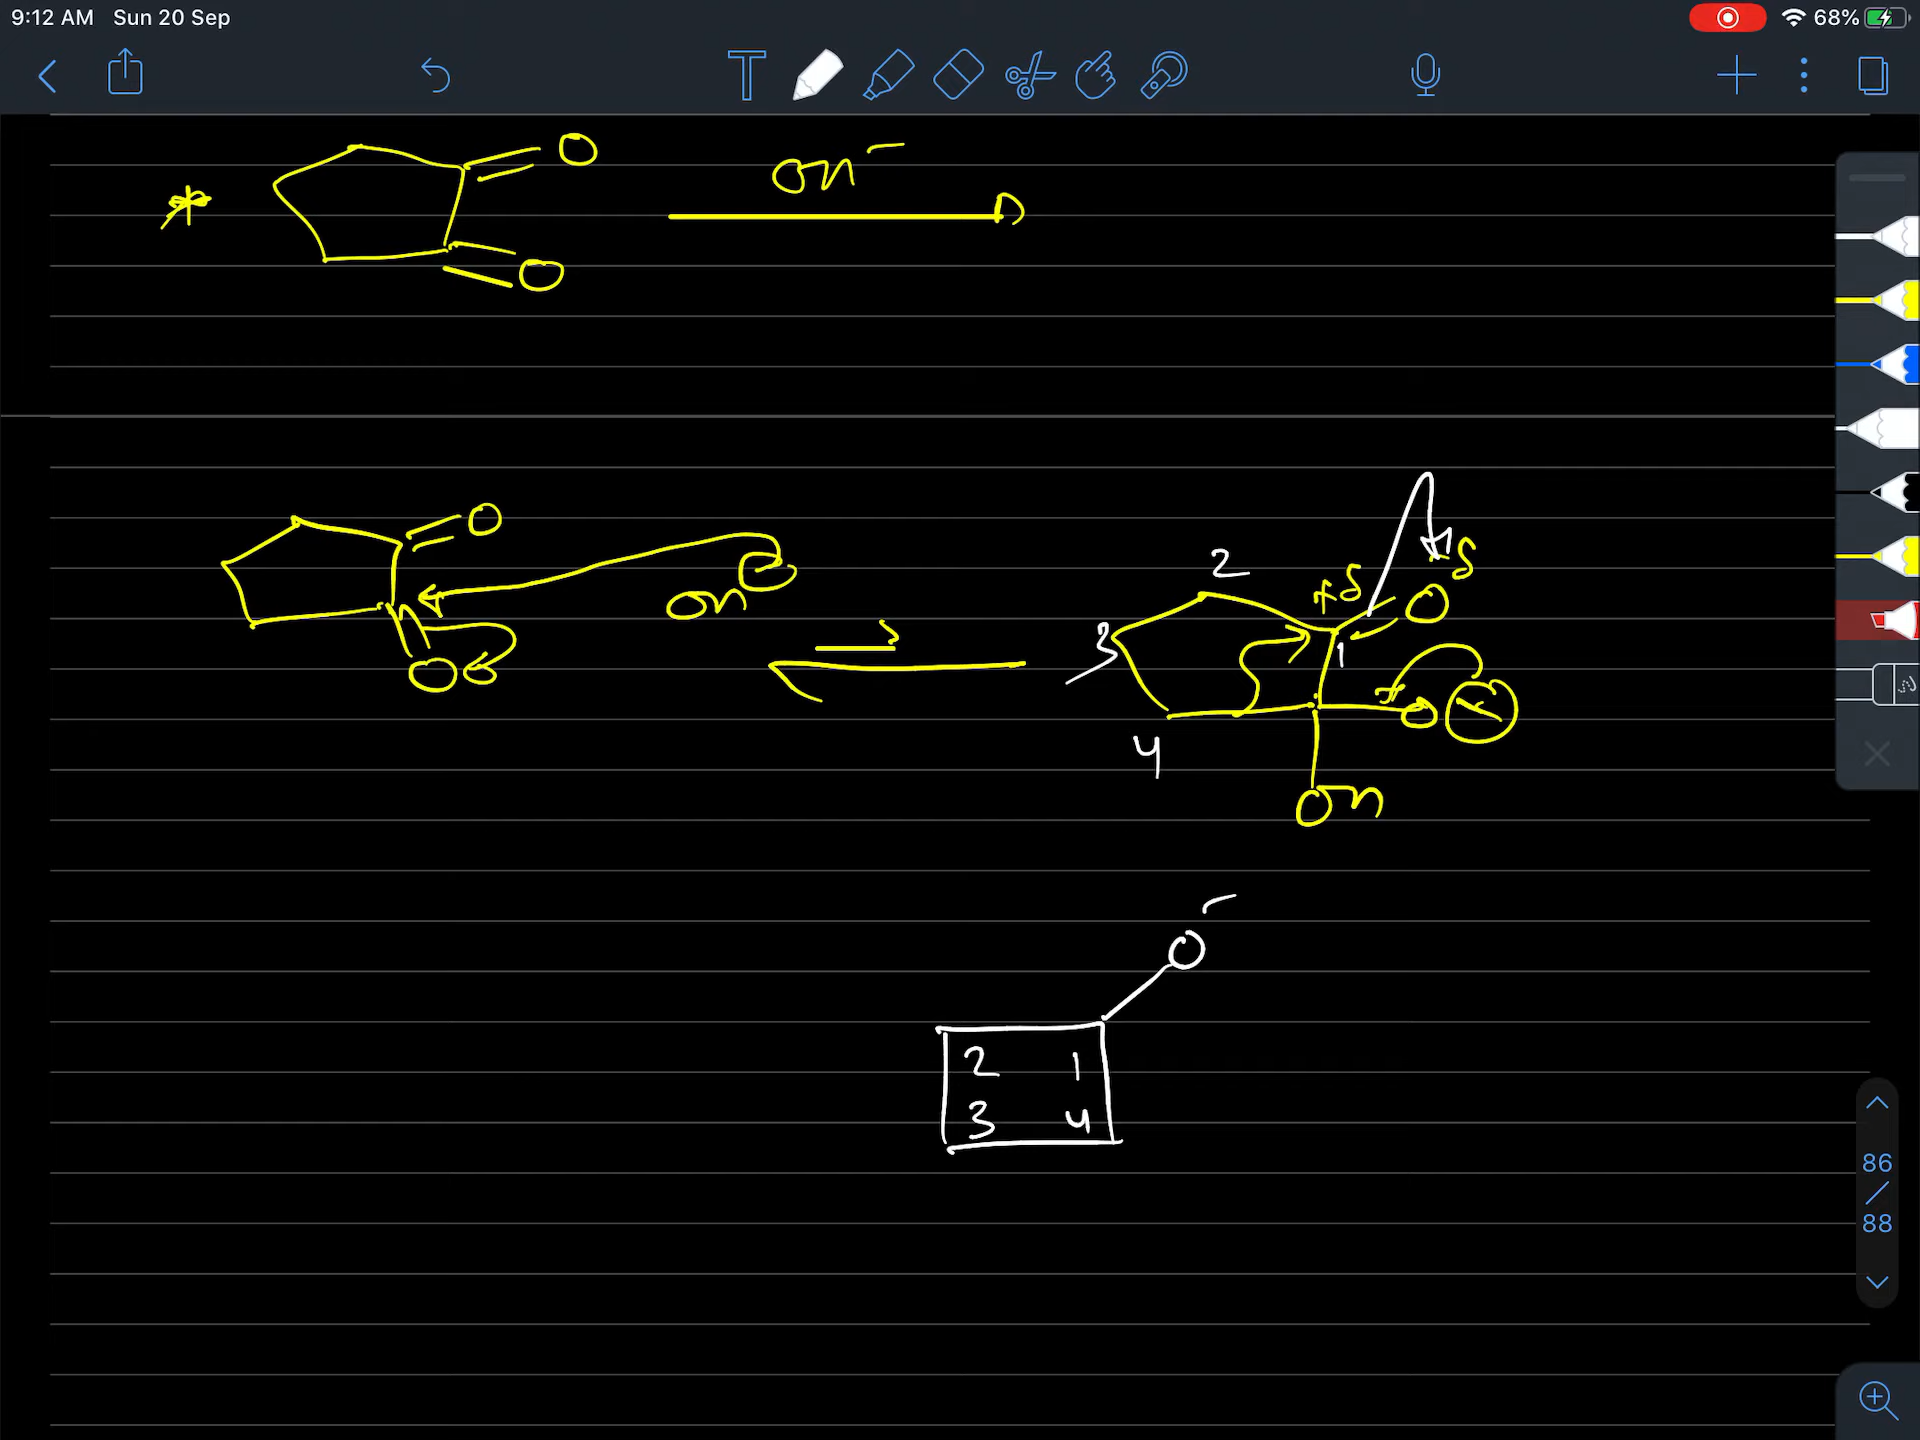 9:12 AM Sun 20 Sep 68%
T
* O OH⁻
O
O
OH ⊖
O ⊖
2 +δ -δ
O
3 1
O ⊖
4
OH
O⁻
2 1
3 4
86
/
88